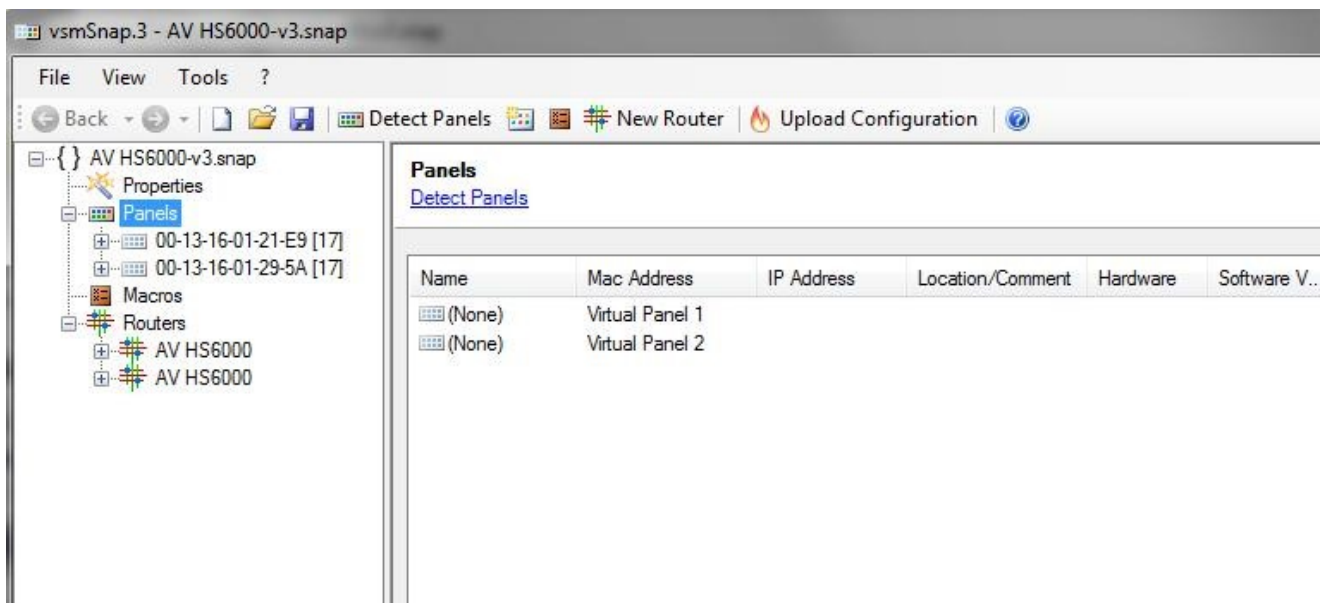 vsmSnap.3 - AV HS6000-v3.snap
File View Tools ?
Back Detect Panels New Router Upload Configuration
{ } AV HS6000-v3.snap
Properties
Panels
00-13-16-01-21-E9 [17]
00-13-16-01-29-5A [17]
Macros
Routers
AV HS6000
AV HS6000
Panels
Detect Panels
Name Mac Address IP Address Location/Comment Hardware Software V...
(None) Virtual Panel 1
(None) Virtual Panel 2